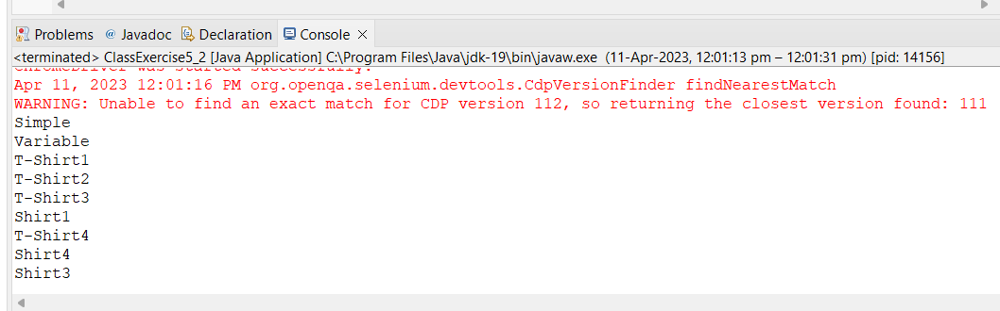 Problems @ Javadoc Declaration Console
<terminated> ClassExercise5_2 [Java Application] C:\Program Files\Java\jdk-19\bin\javaw.exe (11-Apr-2023, 12:01:13 pm – 12:01:31 pm) [pid: 14156]
ChromeDriver was started successfully.
Apr 11, 2023 12:01:16 PM org.openqa.selenium.devtools.CdpVersionFinder findNearestMatch
WARNING: Unable to find an exact match for CDP version 112, so returning the closest version found: 111
Simple
Variable
T-Shirt1
T-Shirt2
T-Shirt3
Shirt1
T-Shirt4
Shirt4
Shirt3